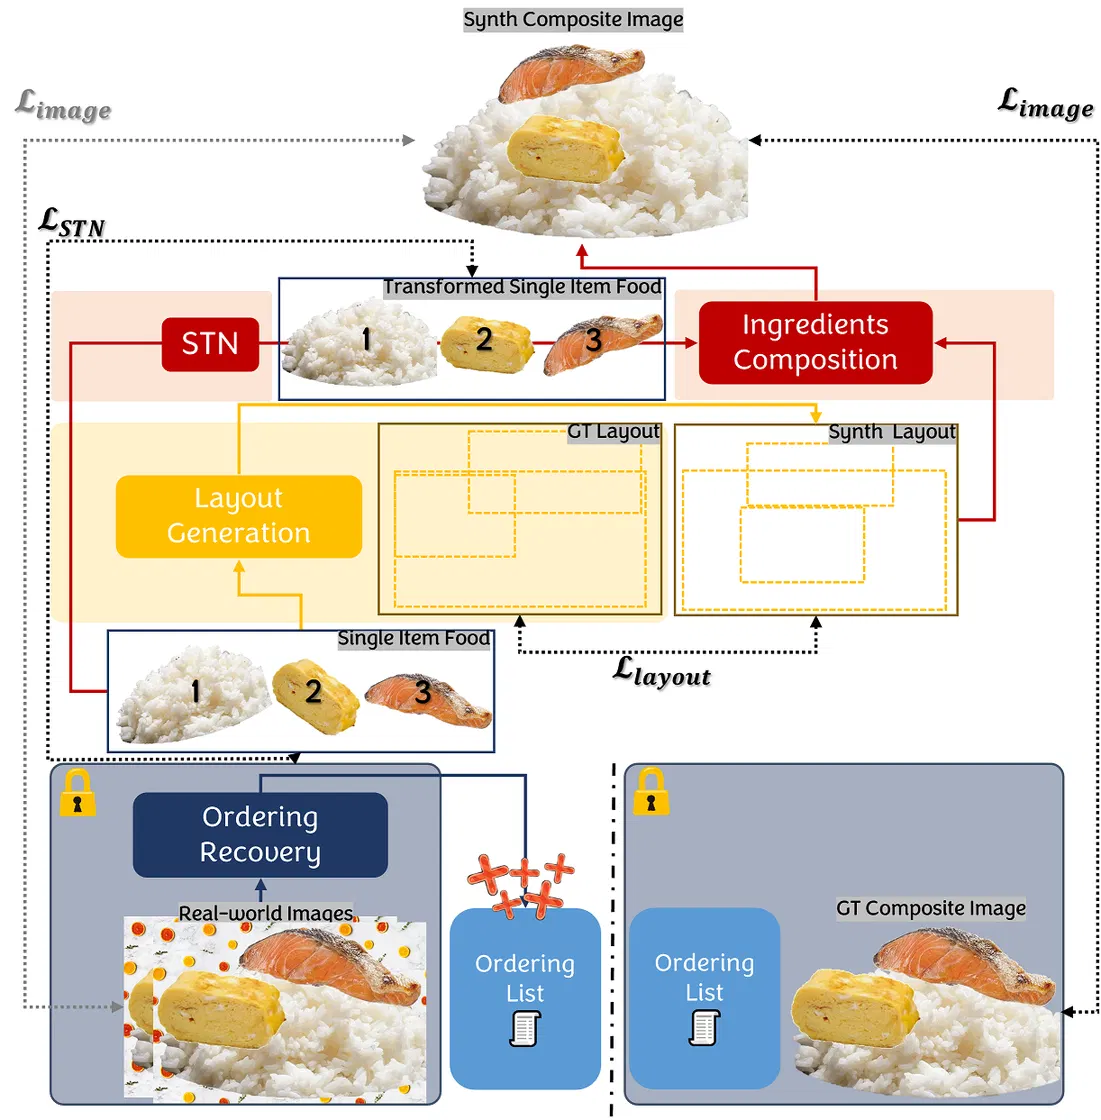 Synth Composite Image
ℒimage
ℒimage
ℒSTN
Transformed Single Item Food
STN
1
2
3
Ingredients
Composition
GT Layout
Synth Layout
Layout
Generation
Single Item Food
ℒlayout
1
2
3
Ordering
Recovery
Real-world Images
GT Composite Image
Ordering
List
Ordering
List